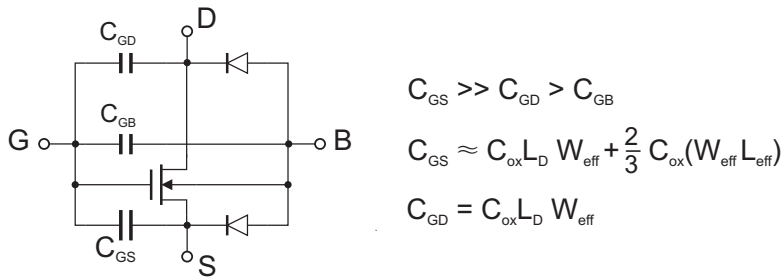 D
C_GD
C_GS >> C_GD > C_GB
C_GB
G
B
C_GS ≈ C_ox L_D W_eff + 2/3 C_ox(W_eff L_eff)
C_GD = C_ox L_D W_eff
C_GS
S